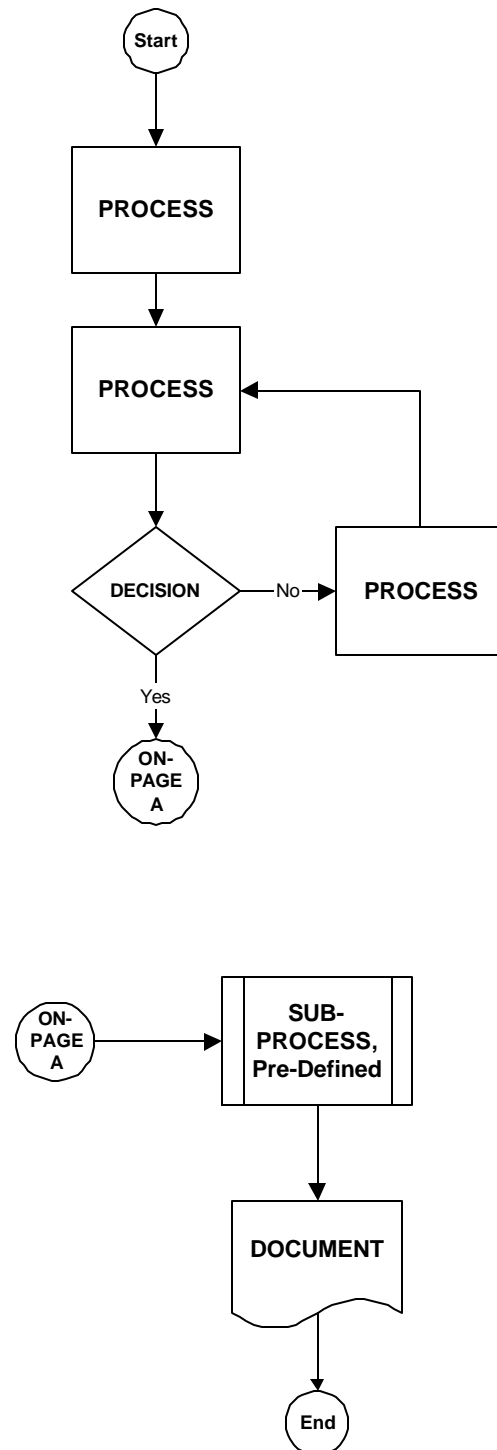 Start
PROCESS
PROCESS
DECISION
No
PROCESS
Yes
ON-
PAGE
A
ON-
PAGE
A
SUB-
PROCESS,
Pre-Defined
DOCUMENT
End